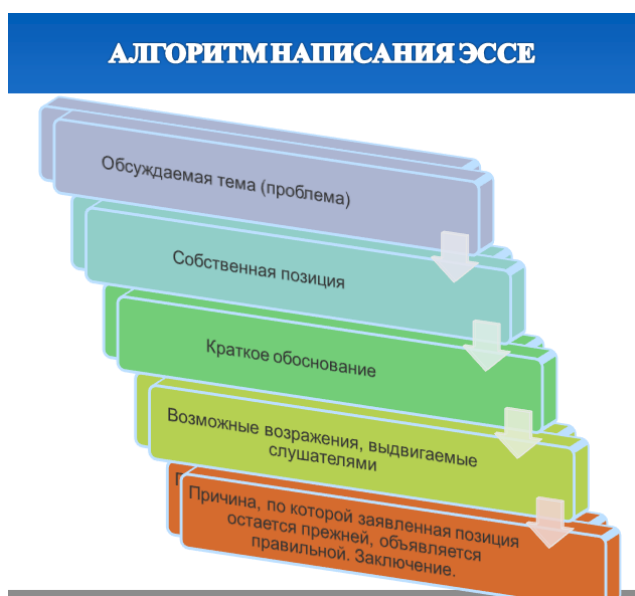 АЛГОРИТМ НАПИСАНИЯ ЭССЕ
Обсуждаемая тема (проблема)
Собственная позиция
Краткое обоснование
Возможные возражения, выдвигаемые
слушателями
Причина, по которой заявленная позиция
остается прежней, объявляется
правильной. Заключение.